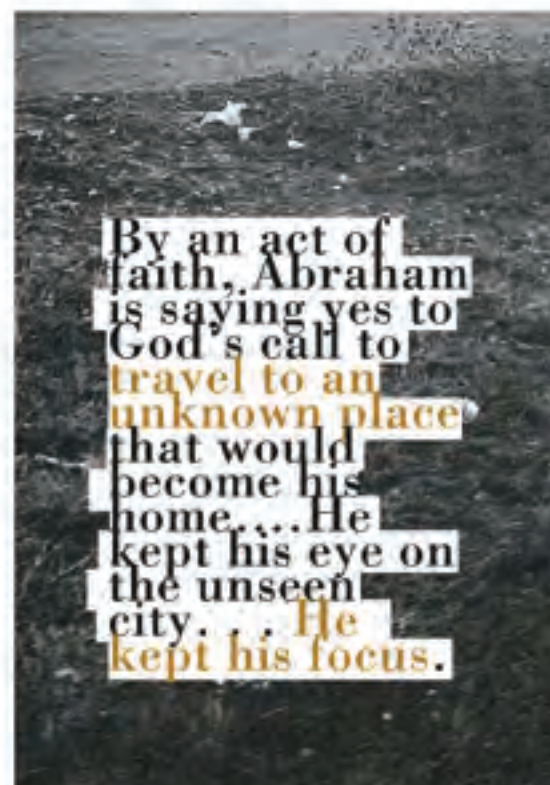 By an act of
faith, Abraham
is saying yes to
God's call to
travel to an
unknown place
that would
become his
home....He
kept his eye on
the unseen
city. . . . He
kept his focus.